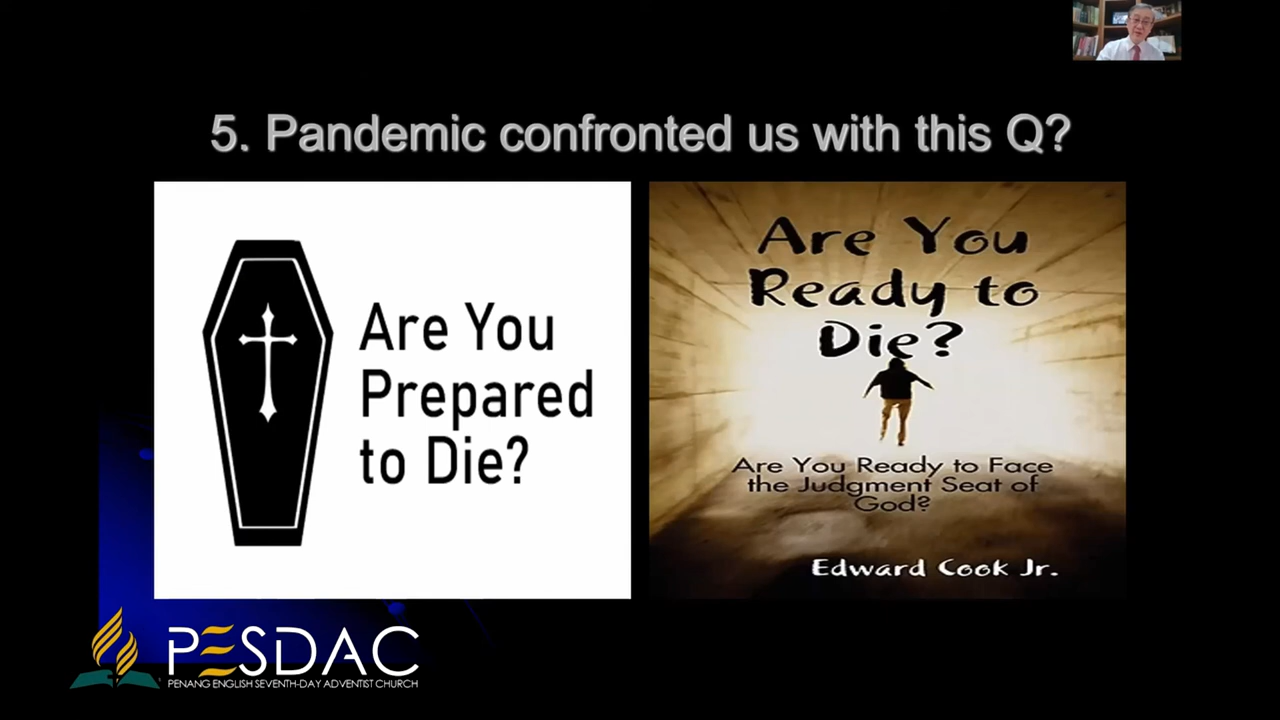 5. Pandemic confronted us with this Q?
Are You
Prepared
to Die?
Are You
Ready to
Die?
Are You Ready to Face
the Judgment Seat of
God?
Edward Cook Jr.
PESDAC
PENANG ENGLISH SEVENTH-DAY ADVENTIST CHURCH